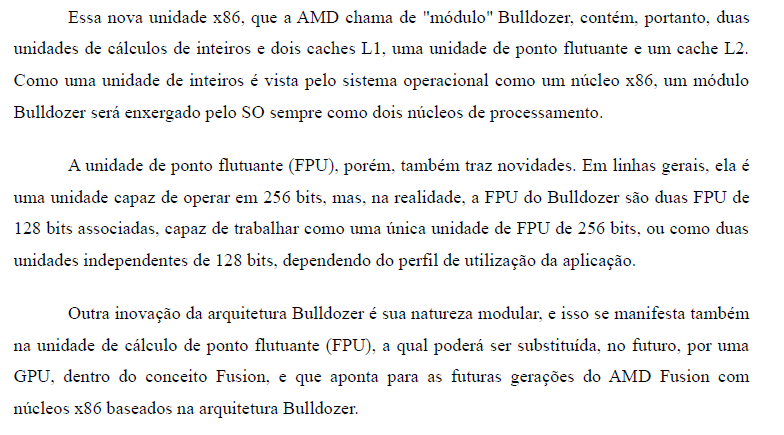 Essa nova unidade x86, que a AMD chama de "módulo" Bulldozer, contém, portanto, duas
unidades de cálculos de inteiros e dois caches L1, uma unidade de ponto flutuante e um cache L2.
Como uma unidade de inteiros é vista pelo sistema operacional como um núcleo x86, um módulo
Bulldozer será enxergado pelo SO sempre como dois núcleos de processamento.
A unidade de ponto flutuante (FPU), porém, também traz novidades. Em linhas gerais, ela é
uma unidade capaz de operar em 256 bits, mas, na realidade, a FPU do Bulldozer são duas FPU de
128 bits associadas, capaz de trabalhar como uma única unidade de FPU de 256 bits, ou como duas
unidades independentes de 128 bits, dependendo do perfil de utilização da aplicação.
Outra inovação da arquitetura Bulldozer é sua natureza modular, e isso se manifesta também
na unidade de cálculo de ponto flutuante (FPU), a qual poderá ser substituída, no futuro, por uma
GPU, dentro do conceito Fusion, e que aponta para as futuras gerações do AMD Fusion com
núcleos x86 baseados na arquitetura Bulldozer.